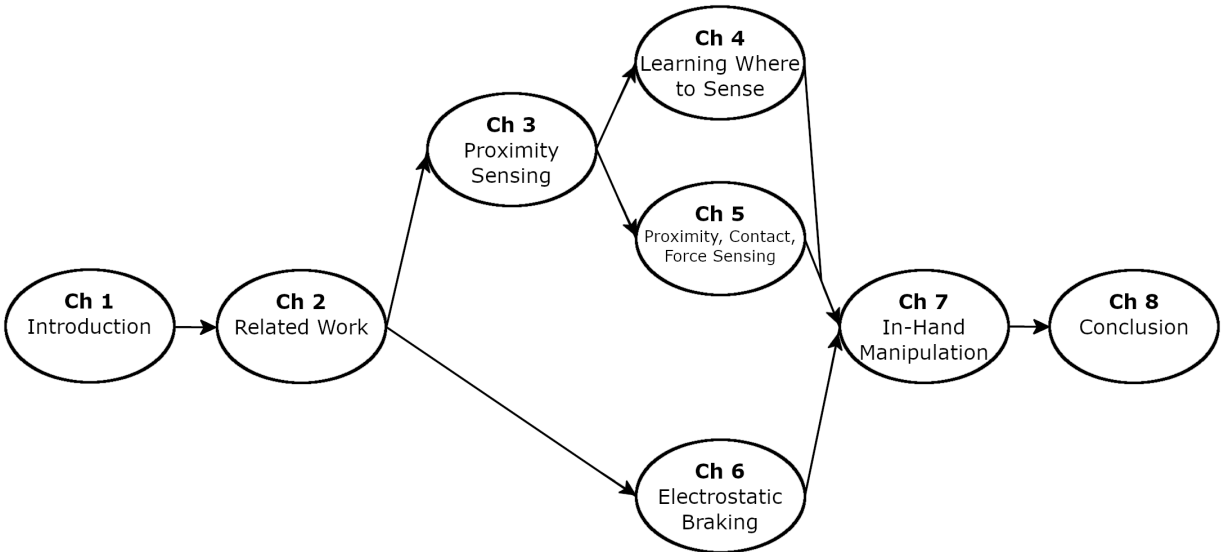 Ch 1
Introduction
Ch 2
Related Work
Ch 3
Proximity
Sensing
Ch 4
Learning Where
to Sense
Ch 5
Proximity, Contact,
Force Sensing
Ch 6
Electrostatic
Braking
Ch 7
In-Hand
Manipulation
Ch 8
Conclusion